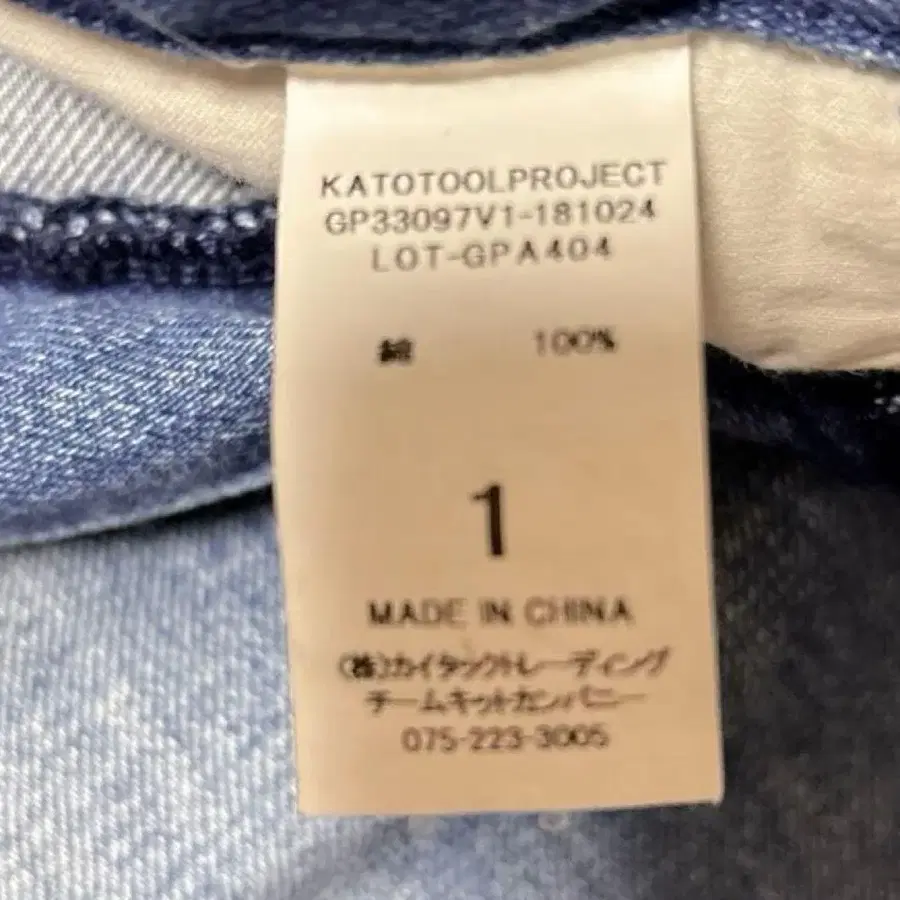 KATOTOOLPROJECT
GP33097V1-181024
LOT-GPA404
綿 100%
1
MADE IN CHINA
(株)カイタックトレーディング
チームキットカンパニー
075-223-3005